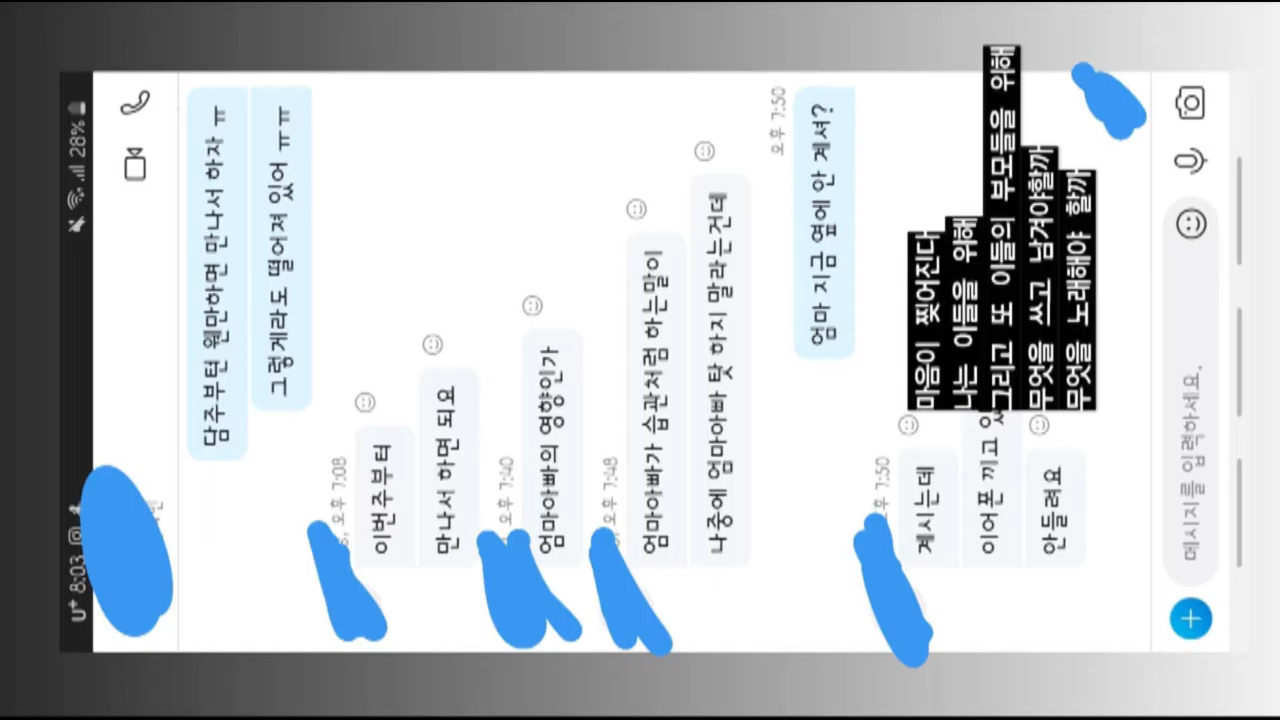 U⁺ 8:03 28%
담주부턴 웬만하면 만나서 하자 ㅠ
그렇게라도 떨어져 있어 ㅠㅠ
오후 7:08
이번주부터
만나서 하면 되요
오후 7:40
엄마아빠의 영향인가
오후 7:48
엄마아빠가 습관처럼 하는말이
나중에 엄마아빠 탓 하지 말라는건데
오후 7:50
엄마 지금 옆에 안 계셔?
오후 7:50
계시는데
이어폰 끼고
안들려요
마음이 찢어진다
나는 이들을 위해
그리고 또 이들의 부모들을 위해
무엇을 쓰고 남겨야할까
무엇을 노래해야 할까
메시지를 입력하세요.